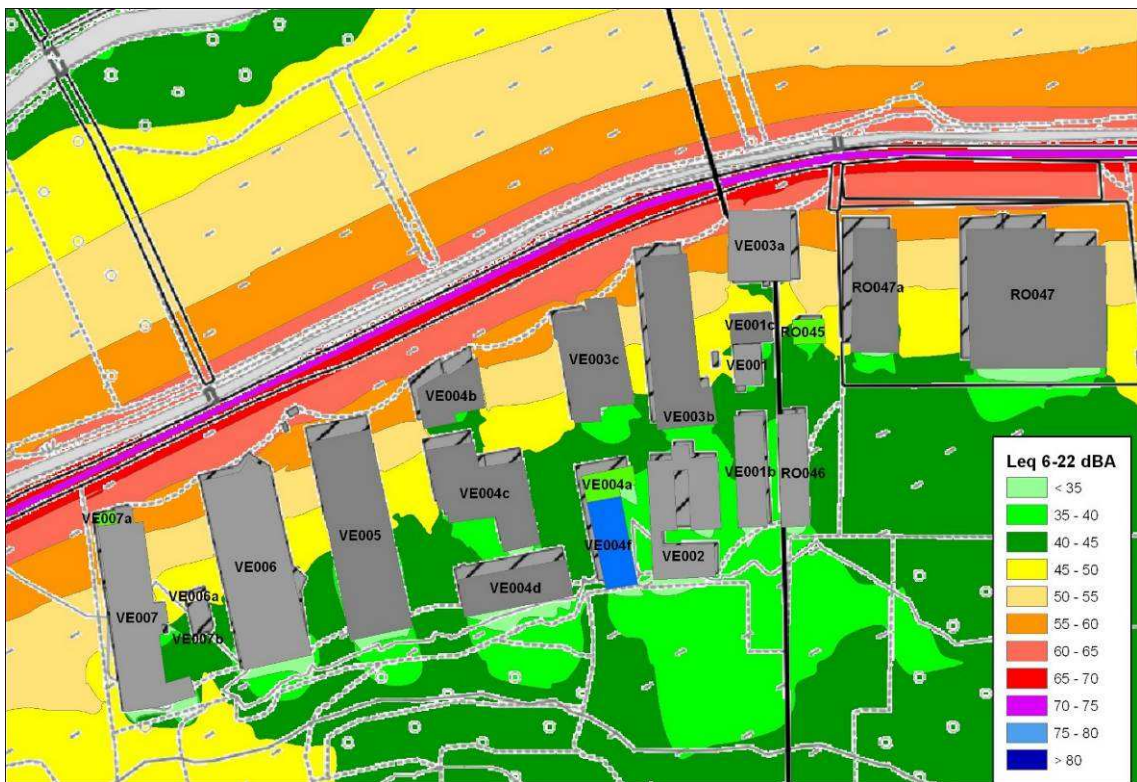 VE003a
RO047a
RO047
VE001c
RO045
VE001
VE003c
VE004b
VE003b
VE001b
RO046
VE004c
VE004a
VE004f
VE002
VE005
VE004d
VE007a
VE006
VE006a
VE007
VE007b
Leq 6-22 dBA
< 35
35 - 40
40 - 45
45 - 50
50 - 55
55 - 60
60 - 65
65 - 70
70 - 75
75 - 80
> 80